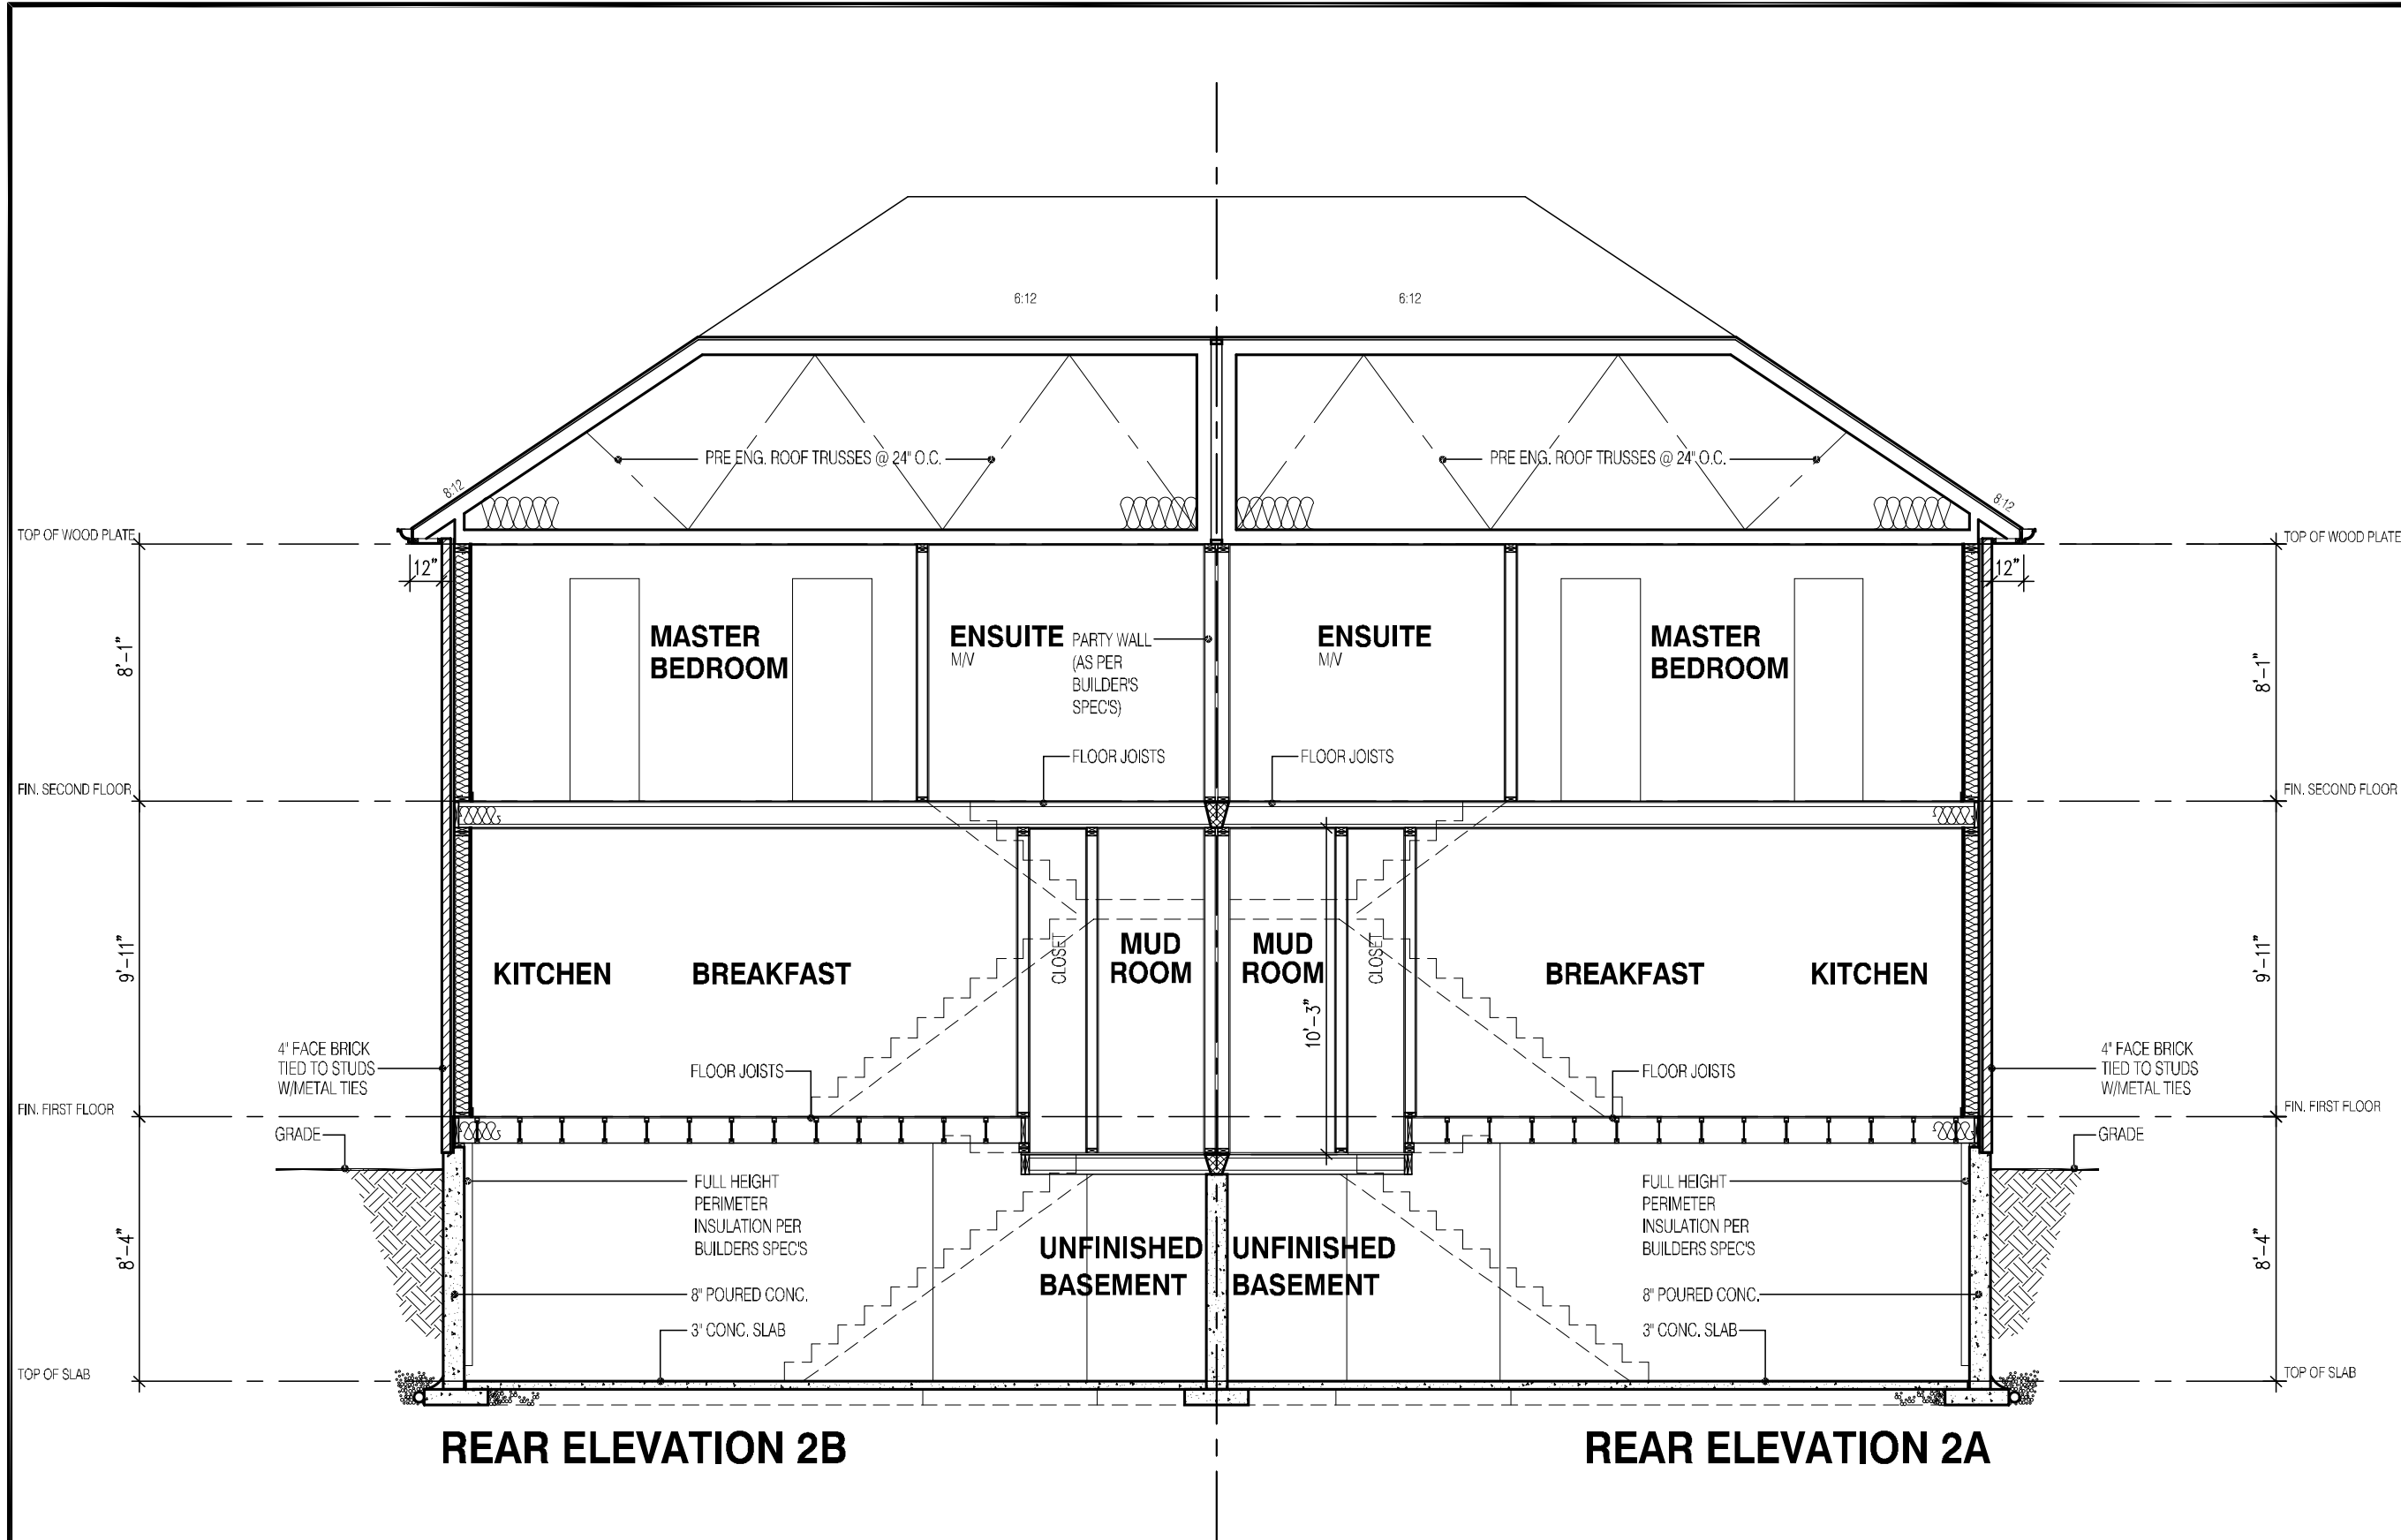 6:12
6:12
PRE ENG. ROOF TRUSSES @ 24" O.C.
PRE ENG. ROOF TRUSSES @ 24" O.C.
8:12
8:12
TOP OF WOOD PLATE
TOP OF WOOD PLATE
12"
12"
8'-1"
MASTER
BEDROOM
ENSUITE
M/V
PARTY WALL
(AS PER
BUILDER'S
SPEC'S)
ENSUITE
M/V
MASTER
BEDROOM
8'-1"
FLOOR JOISTS
FLOOR JOISTS
FIN. SECOND FLOOR
FIN. SECOND FLOOR
9'-11"
KITCHEN
BREAKFAST
CLOSET
MUD
ROOM
MUD
ROOM
10'-3"
CLOSET
BREAKFAST
KITCHEN
9'-11"
4" FACE BRICK
TIED TO STUDS
W/METAL TIES
FLOOR JOISTS
FLOOR JOISTS
4" FACE BRICK
TIED TO STUDS
W/METAL TIES
FIN. FIRST FLOOR
FIN. FIRST FLOOR
GRADE
GRADE
8'-4"
FULL HEIGHT
PERIMETER
INSULATION PER
BUILDERS SPEC'S
UNFINISHED
BASEMENT
UNFINISHED
BASEMENT
FULL HEIGHT
PERIMETER
INSULATION PER
BUILDERS SPEC'S
8'-4"
8" POURED CONC.
8" POURED CONC.
3" CONC. SLAB
3" CONC. SLAB
TOP OF SLAB
TOP OF SLAB
REAR ELEVATION 2B
REAR ELEVATION 2A